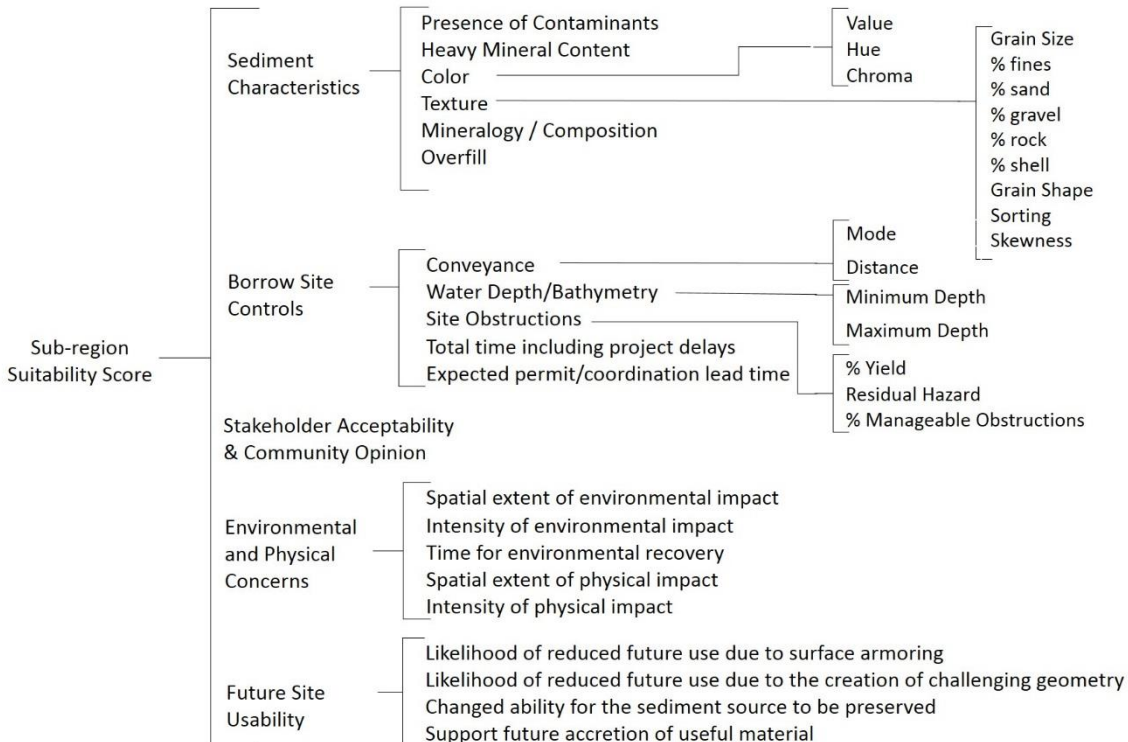 Sub-region
Suitability Score
Sediment
Characteristics
Presence of Contaminants
Heavy Mineral Content
Color
Texture
Mineralogy / Composition
Overfill
Value
Hue
Chroma
Grain Size
% fines
% sand
% gravel
% rock
% shell
Grain Shape
Sorting
Skewness
Borrow Site
Controls
Conveyance
Water Depth/Bathymetry
Site Obstructions
Total time including project delays
Expected permit/coordination lead time
Mode
Distance
Minimum Depth
Maximum Depth
% Yield
Residual Hazard
% Manageable Obstructions
Stakeholder Acceptability
& Community Opinion
Environmental
and Physical
Concerns
Spatial extent of environmental impact
Intensity of environmental impact
Time for environmental recovery
Spatial extent of physical impact
Intensity of physical impact
Future Site
Usability
Likelihood of reduced future use due to surface armoring
Likelihood of reduced future use due to the creation of challenging geometry
Changed ability for the sediment source to be preserved
Support future accretion of useful material